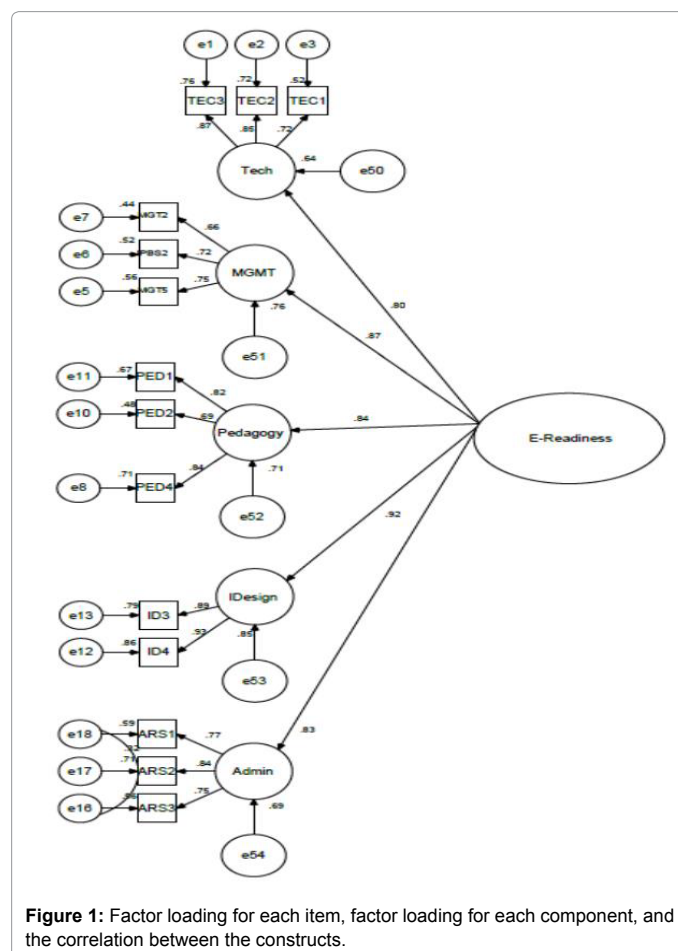 e1 e2 e3
.76 .72 .52
TEC3 TEC2 TEC1
.87 .85 .72
Tech .64 e50
e7 .44 MGT2 .66
e6 .52 .72
e5 .56 MGT5 .75
MGMT
.76
e51
.80
.87
e11 .67 PED1 .82
e10 .48 PED2 .69
Pedagogy
.84
E-Readiness
e8 .71 PED4 .84
.71
e52
.92
e13 .79 ID3 .89
IDesign
e12 .86 ID4 .93
.85
e53
e18 .59 ARS1 .77
.83
e17 .71 ARS2 .84
Admin
e16 ARS3 .75
.69
e54
Figure 1: Factor loading for each item, factor loading for each component, and
the correlation between the constructs.